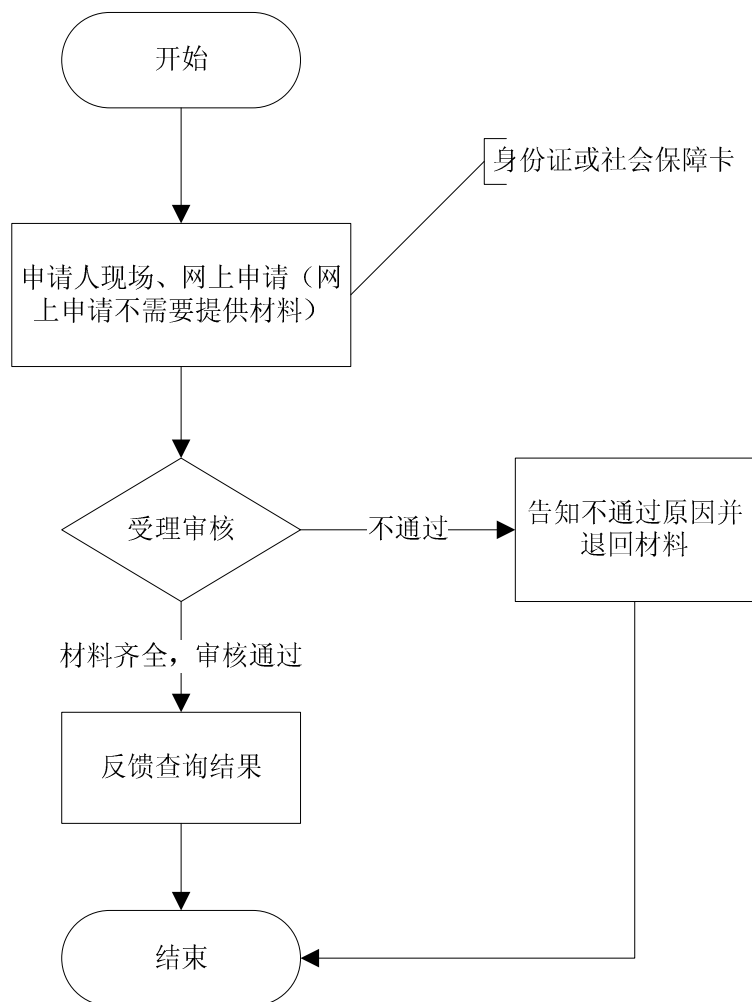 开始
身份证或社会保障卡
申请人现场、网上申请（网
上申请不需要提供材料）
受理审核
不通过
告知不通过原因并
退回材料
材料齐全，审核通过
反馈查询结果
结束